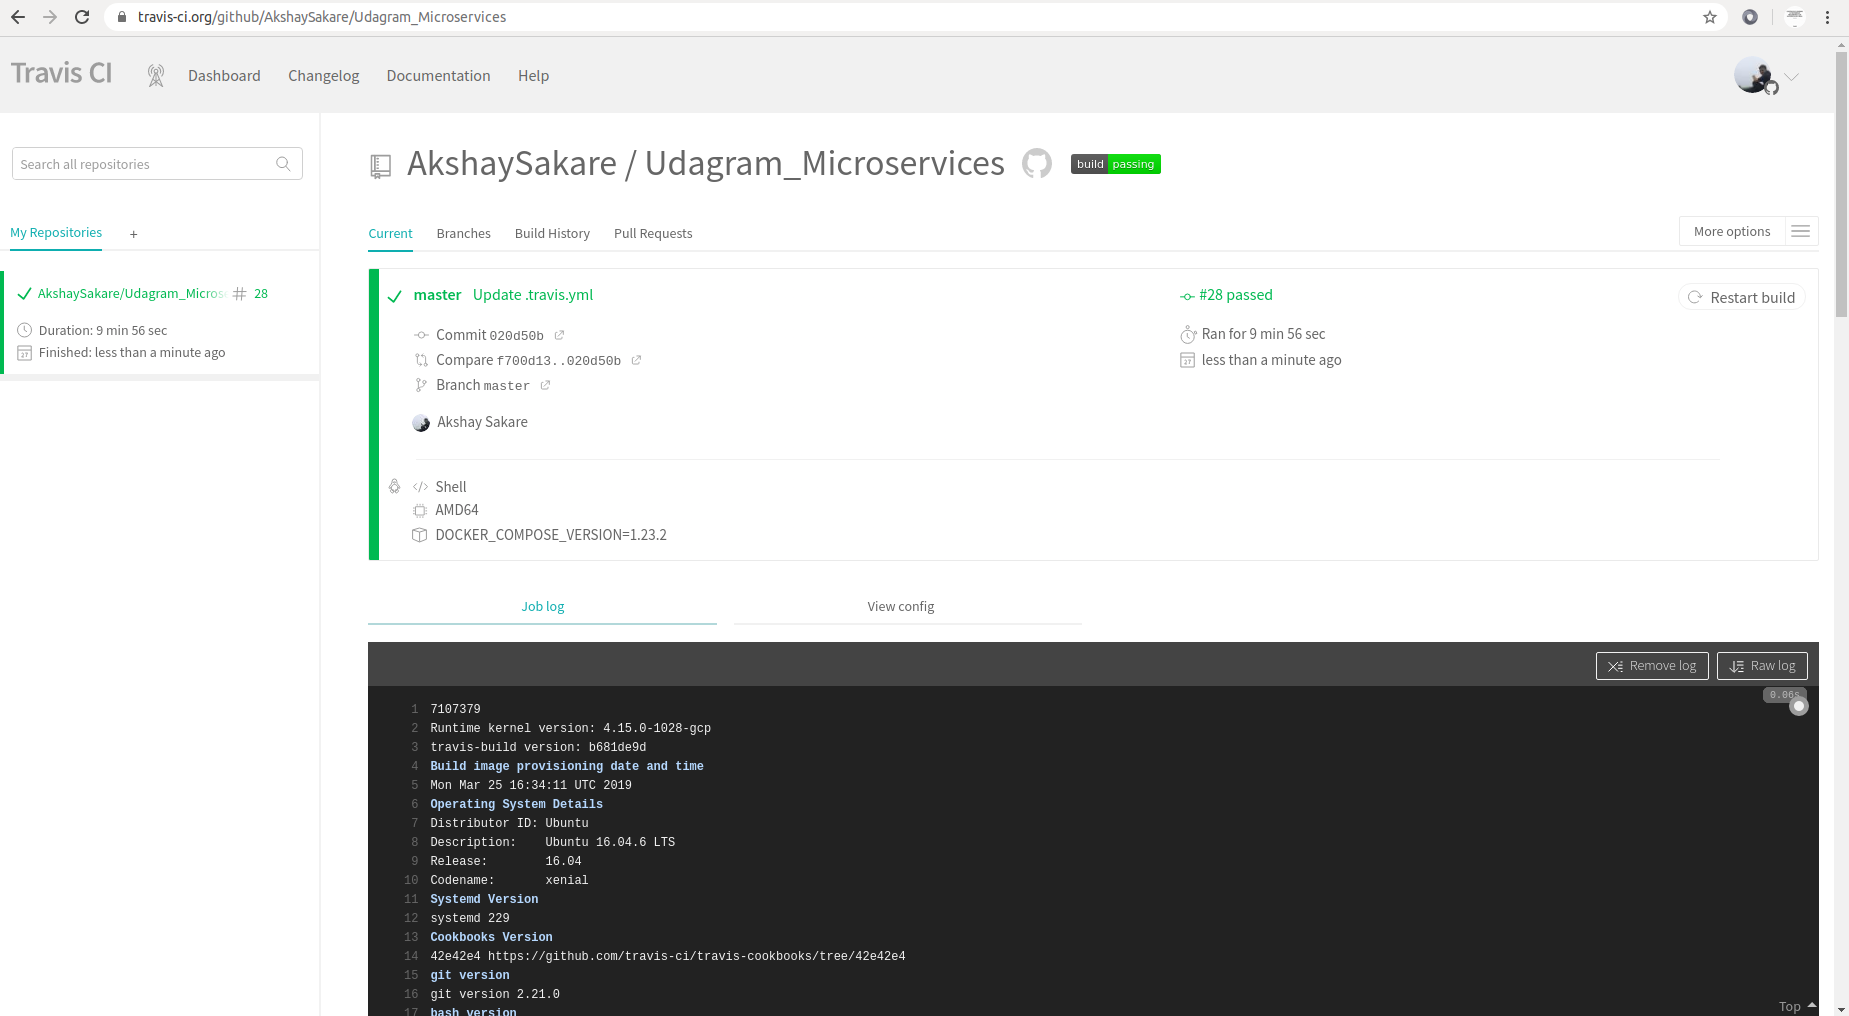 travis-ci.org/github/AkshaySakare/Udagram_Microservices
Travis CI
Dashboard
Changelog
Documentation
Help
Search all repositories
My Repositories
+
AkshaySakare/Udagram_Micros
# 28
Duration: 9 min 56 sec
Finished: less than a minute ago
AkshaySakare / Udagram_Microservices
build passing
Current
Branches
Build History
Pull Requests
More options
master Update .travis.yml
Commit 020d50b
Compare f700d13..020d50b
Branch master
Akshay Sakare
#28 passed
Ran for 9 min 56 sec
less than a minute ago
Restart build
Shell
AMD64
DOCKER_COMPOSE_VERSION=1.23.2
Job log
View config
Remove log
Raw log
0.06s
1 7107379
2 Runtime kernel version: 4.15.0-1028-gcp
3 travis-build version: b681de9d
4 Build image provisioning date and time
5 Mon Mar 25 16:34:11 UTC 2019
6 Operating System Details
7 Distributor ID: Ubuntu
8 Description: Ubuntu 16.04.6 LTS
9 Release: 16.04
10 Codename: xenial
11 Systemd Version
12 systemd 229
13 Cookbooks Version
14 42e42e4 https://github.com/travis-ci/travis-cookbooks/tree/42e42e4
15 git version
16 git version 2.21.0
17 bash version
Top